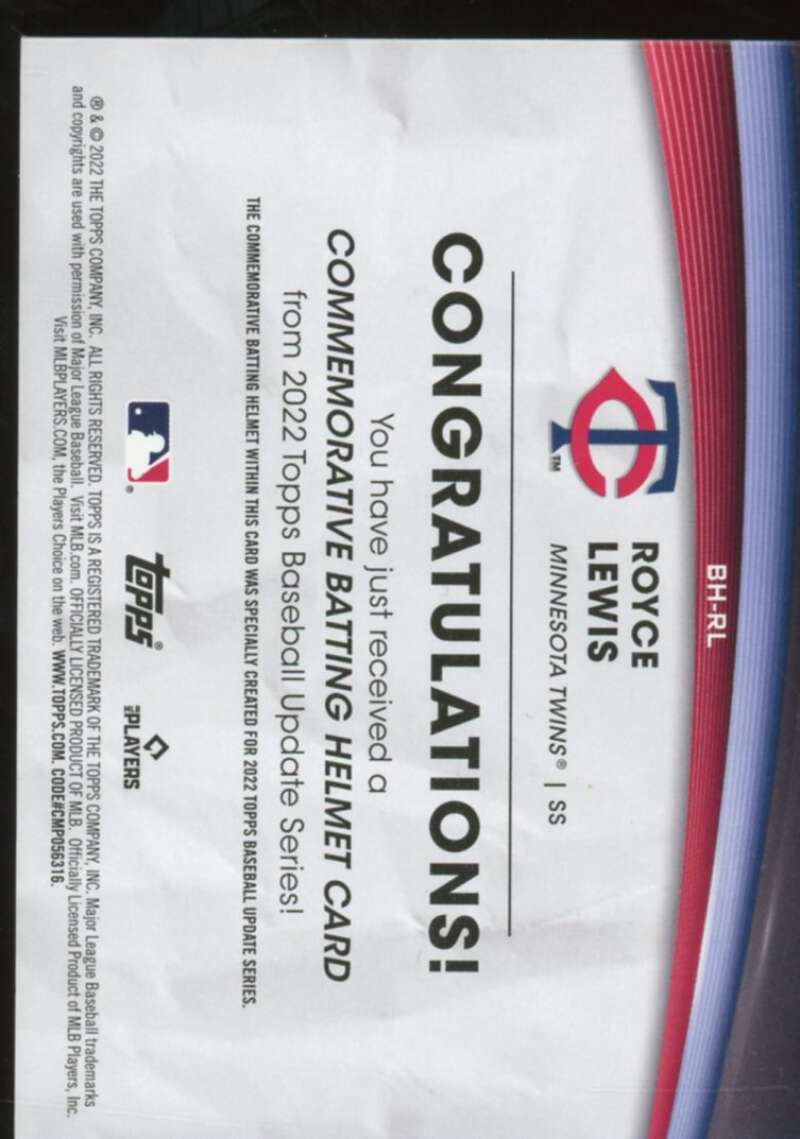 BH-RL
TC™
ROYCE
LEWIS
MINNESOTA TWINS® | SS
CONGRATULATIONS!
You have just received a
COMMEMORATIVE BATTING HELMET CARD
from 2022 Topps Baseball Update Series!
THE COMMEMORATIVE BATTING HELMET WITHIN THIS CARD WAS SPECIALLY CREATED FOR 2022 TOPPS BASEBALL UPDATE SERIES.
® topps® MLB PLAYERS
® & © 2022 THE TOPPS COMPANY, INC. ALL RIGHTS RESERVED. TOPPS IS A REGISTERED TRADEMARK OF THE TOPPS COMPANY, INC. Major League Baseball trademarks
and copyrights are used with permission of Major League Baseball. Visit MLB.com. OFFICIALLY LICENSED PRODUCT OF MLB. Officially Licensed Product of MLB Players, Inc.
Visit MLBPLAYERS.COM, the Players Choice on the web. WWW.TOPPS.COM. CODE#CMP056316.